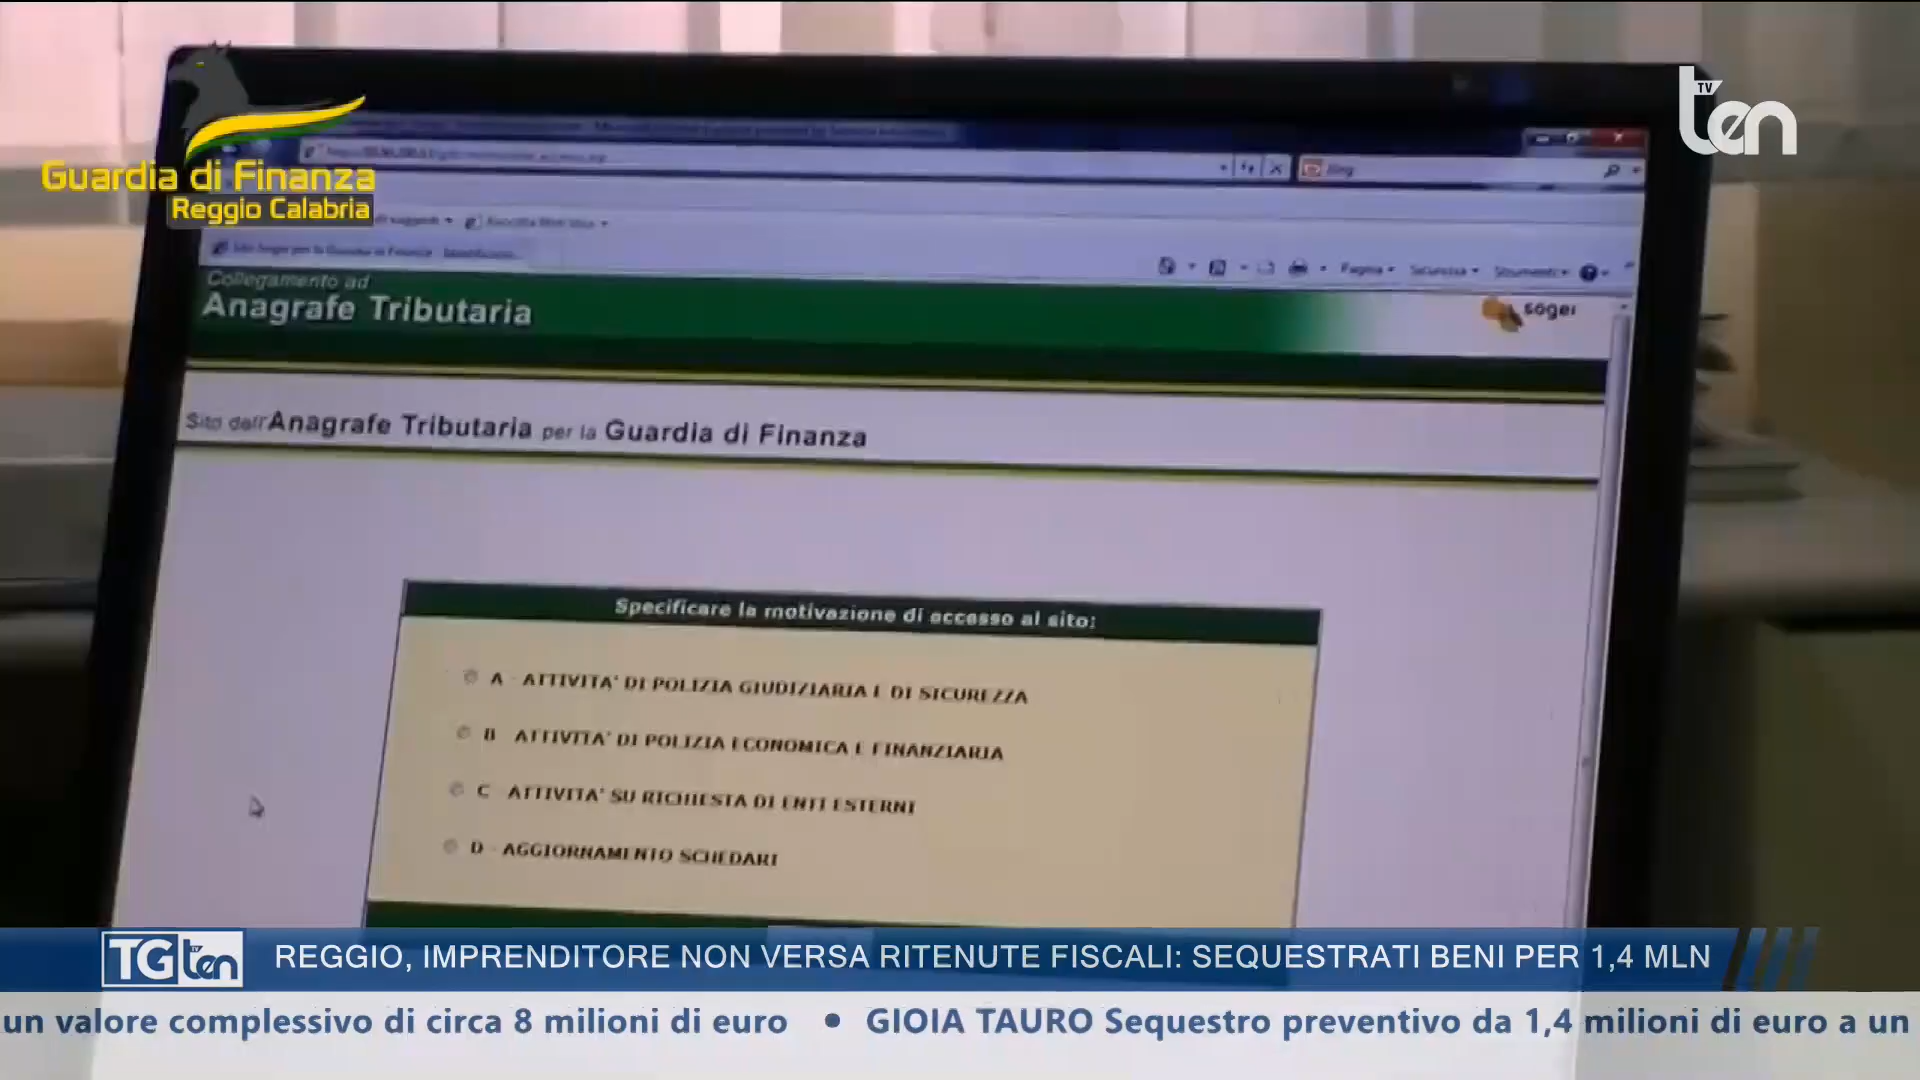 TV
ten
Guardia di Finanza
Reggio Calabria
Pagina
Sicurezza
Strumenti
Collegamento ad
Anagrafe Tributaria
sogei
Sito dell'Anagrafe Tributaria per la Guardia di Finanza
Specificare la motivazione di accesso al sito:
A - ATTIVITA' DI POLIZIA GIUDIZIARIA E DI SICUREZZA
B - ATTIVITA' DI POLIZIA ECONOMICA E FINANZIARIA
C - ATTIVITA' SU RICHIESTA DI ENTI ESTERNI
D - AGGIORNAMENTO SCHEDARI
TG ten TV REGGIO, IMPRENDITORE NON VERSA RITENUTE FISCALI: SEQUESTRATI BENI PER 1,4 MLN
un valore complessivo di circa 8 milioni di euro • GIOIA TAURO Sequestro preventivo da 1,4 milioni di euro a un